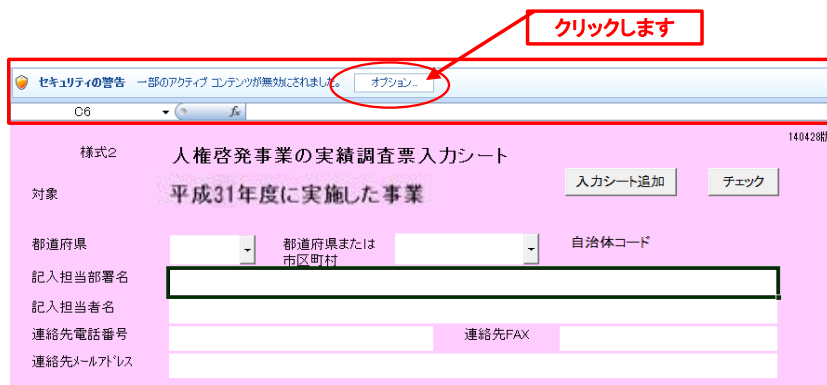 クリックします
セキュリティの警告 一部のアクティブ コンテンツが無効にされました。 オプション...
C6 fx
140428版
様式2 人権啓発事業の実績調査票入力シート
対象 平成31年度に実施した事業 入力シート追加 チェック
都道府県 都道府県または 自治体コード
市区町村
記入担当部署名
記入担当者名
連絡先電話番号 連絡先FAX
連絡先メールアドレス